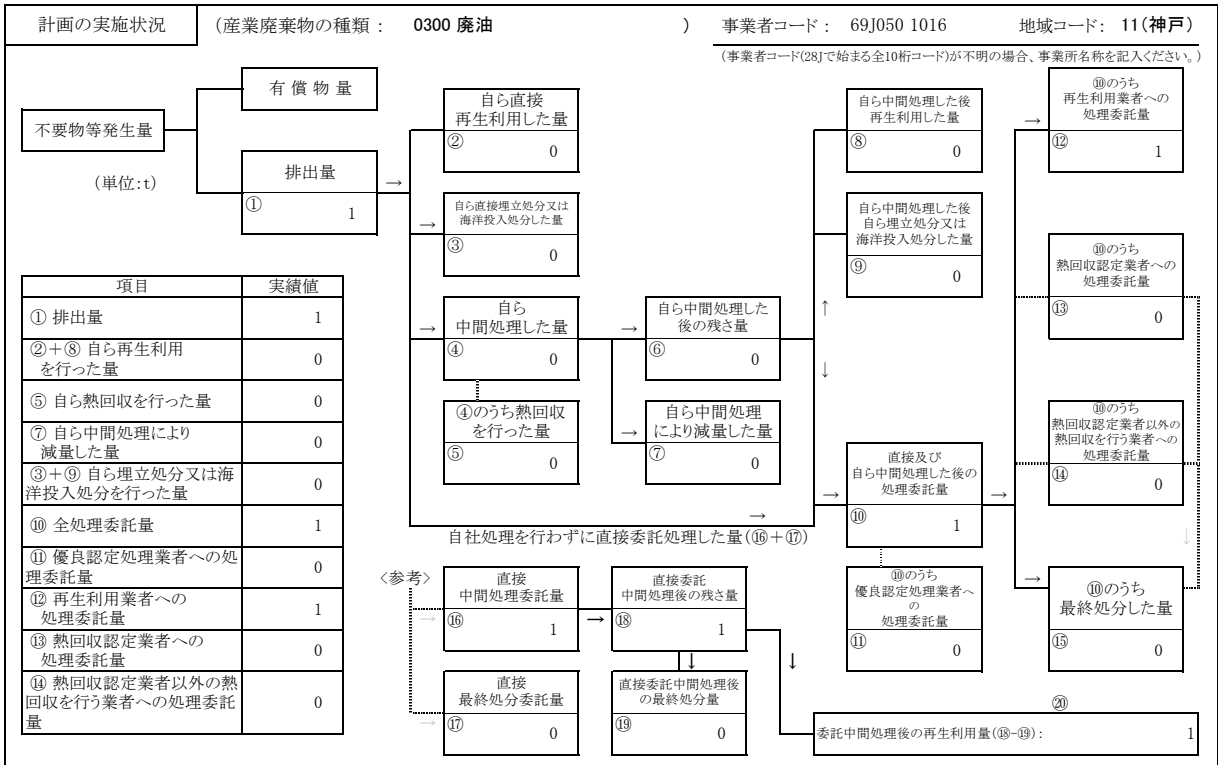 計画の実施状況
(産業廃棄物の種類： 0300 廃油 )
事業者コード： 69J050 1016
地域コード： 11(神戸)
(事業者コード(28Jで始まる全10桁コード)が不明の場合、事業所名称を記入ください。)
不要物等発生量
有償物量
(単位:t)
排出量
→
① 1
自ら直接
再生利用した量
② 0
→
自ら直接埋立処分又は
海洋投入処分した量
③ 0
→
自ら
中間処理した量
④ 0
④のうち熱回収
を行った量
⑤ 0
→
自ら中間処理した
後の残さ量
⑥ 0
→
自ら中間処理
により減量した量
⑦ 0
自ら中間処理した後
再生利用した量
⑧ 0
自ら中間処理した後
自ら埋立処分又は
海洋投入処分した量
⑨ 0
↑
↓
→
直接及び
自ら中間処理した後の
処理委託量
⑩ 1
→
⑩のうち
優良認定処理業者へ
の
処理委託量
⑪ 0
→
⑩のうち
再生利用業者への
処理委託量
⑫ 1
⑩のうち
熱回収認定業者への
処理委託量
⑬ 0
⑩のうち
熱回収認定業者以外の
熱回収を行う業者への
処理委託量
⑭ 0
↓
→
⑩のうち
最終処分した量
⑮ 0
項目 実績値
① 排出量 1
②＋⑧ 自ら再生利用
を行った量 0
⑤ 自ら熱回収を行った量 0
⑦ 自ら中間処理により
減量した量 0
③＋⑨ 自ら埋立処分又は海
洋投入処分を行った量 0
⑩ 全処理委託量 1
⑪ 優良認定処理業者への処
理委託量 0
⑫ 再生利用業者への
処理委託量 1
⑬ 熱回収認定業者への
処理委託量 0
⑭ 熱回収認定業者以外の熱
回収を行う業者への処理委託
量 0
→
自社処理を行わずに直接委託処理した量(⑯＋⑰)
〈参考〉
→
直接
中間処理委託量
⑯ 1
→
直接委託
中間処理後の残さ量
⑱ 1
↓
↓
→
直接
最終処分委託量
⑰ 0
直接委託中間処理後
の最終処分量
⑲ 0
⑳
委託中間処理後の再生利用量(⑱-⑲)： 1